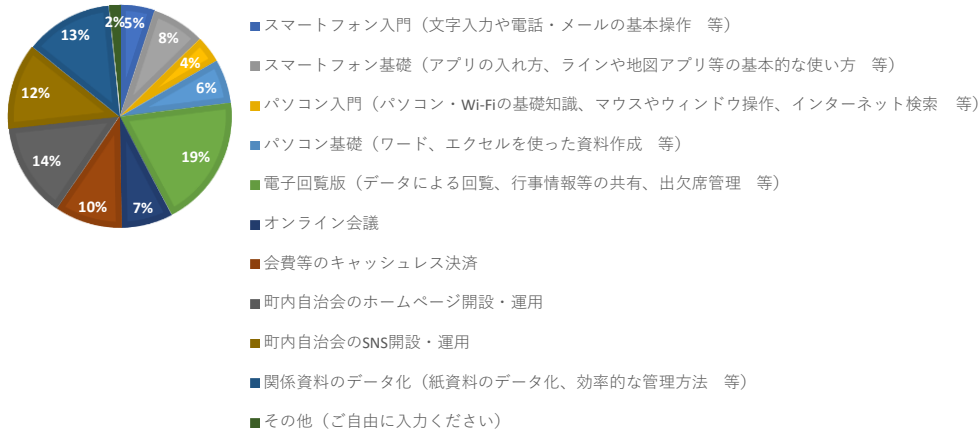 2%
5%
8%
4%
6%
19%
7%
10%
14%
12%
13%
スマートフォン入門（文字入力や電話・メールの基本操作　等）
スマートフォン基礎（アプリの入れ方、ラインや地図アプリ等の基本的な使い方　等）
パソコン入門（パソコン・Wi-Fiの基礎知識、マウスやウィンドウ操作、インターネット検索　等）
パソコン基礎（ワード、エクセルを使った資料作成　等）
電子回覧版（データによる回覧、行事情報等の共有、出欠席管理　等）
オンライン会議
会費等のキャッシュレス決済
町内自治会のホームページ開設・運用
町内自治会のSNS開設・運用
関係資料のデータ化（紙資料のデータ化、効率的な管理方法　等）
その他（ご自由に入力ください）